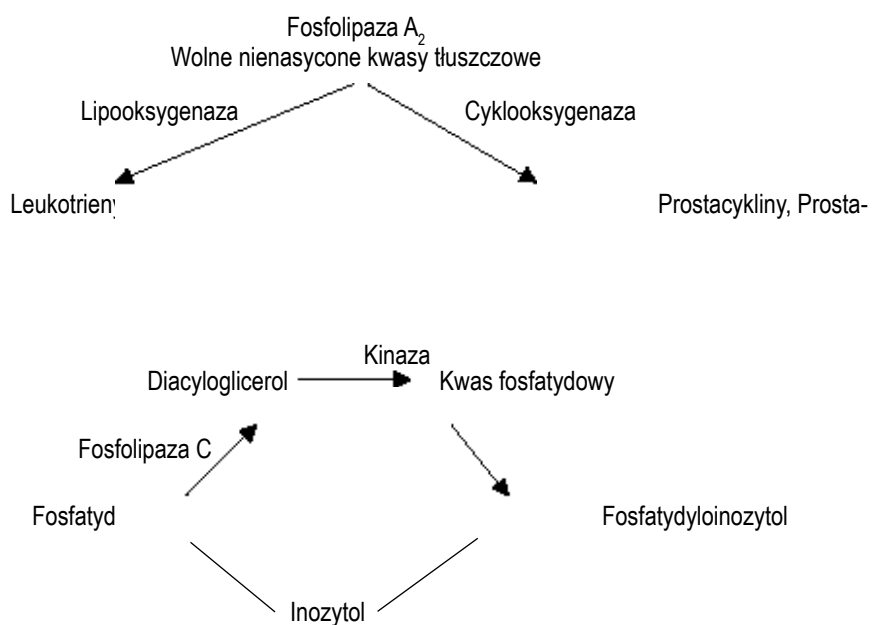 Fosfolipaza A₂
Wolne nienasycone kwasy tłuszczowe
Lipooksygenaza
Cyklooksygenaza
Leukotrieny
Prostacykliny, Prosta-
Kinaza
Diacyloglicerol
Kwas fosfatydowy
Fosfolipaza C
Fosfatyd
Fosfatydyloinozytol
Inozytol